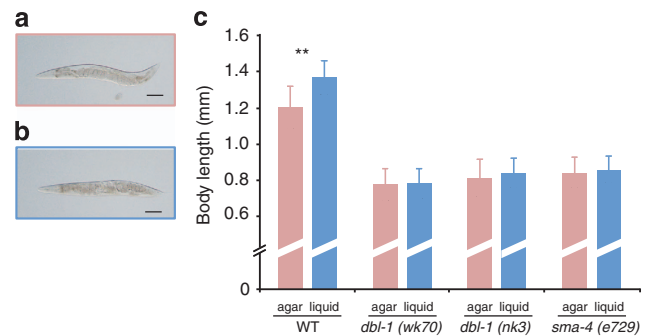 a
b
c
Body length (mm)
1.6
1.4
1.2
1.0
0.8
0.6
0
**
agar liquid agar liquid agar liquid agar liquid
WT dbl-1 (wk70) dbl-1 (nk3) sma-4 (e729)